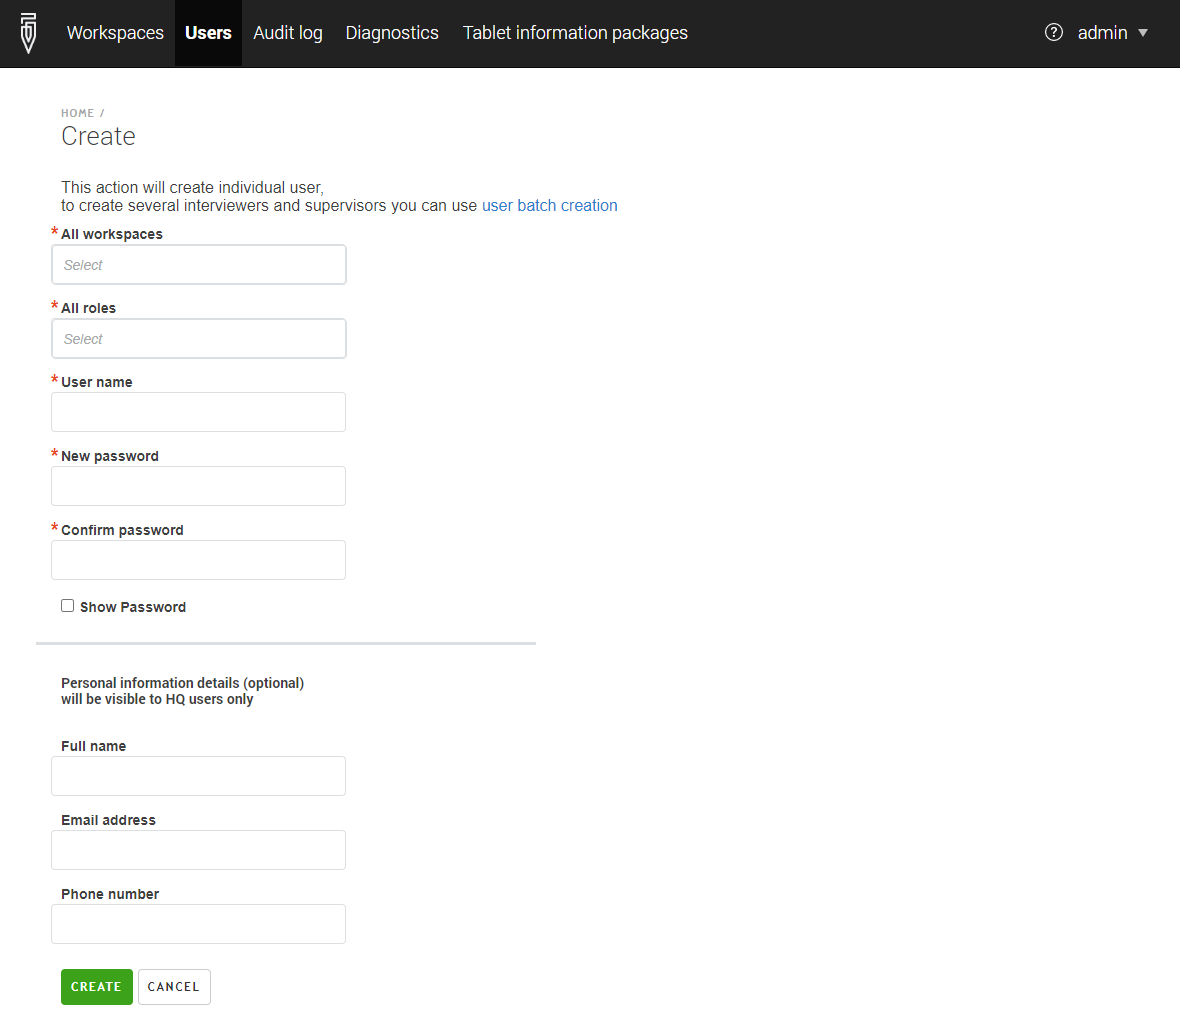 Workspaces Users Audit log Diagnostics Tablet information packages ? admin ▼
HOME /
Create
This action will create individual user,
to create several interviewers and supervisors you can use user batch creation
* All workspaces
Select
* All roles
Select
* User name
* New password
* Confirm password
Show Password
Personal information details (optional)
will be visible to HQ users only
Full name
Email address
Phone number
CREATE CANCEL